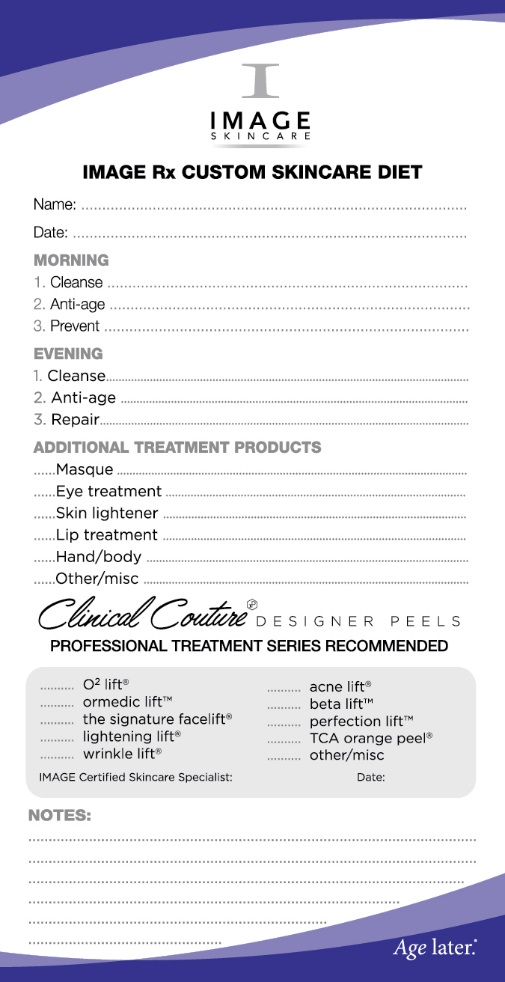 I
IMAGE
SKINCARE
IMAGE Rx CUSTOM SKINCARE DIET
Name: ........................................................................
Date: ........................................................................
MORNING
1. Cleanse ........................................................................
2. Anti-age ........................................................................
3. Prevent ........................................................................
EVENING
1. Cleanse........................................................................
2. Anti-age ........................................................................
3. Repair........................................................................
ADDITIONAL TREATMENT PRODUCTS
......Masque ........................................................................
......Eye treatment ........................................................................
......Skin lightener ........................................................................
......Lip treatment ........................................................................
......Hand/body ........................................................................
......Other/misc ........................................................................
Clinical Couture® DESIGNER PEELS
PROFESSIONAL TREATMENT SERIES RECOMMENDED
.......... O² lift®
.......... ormedic lift™
.......... the signature facelift®
.......... lightening lift®
.......... wrinkle lift®
.......... acne lift®
.......... beta lift™
.......... perfection lift™
.......... TCA orange peel®
.......... other/misc
IMAGE Certified Skincare Specialist: Date:
NOTES:
Age later.*